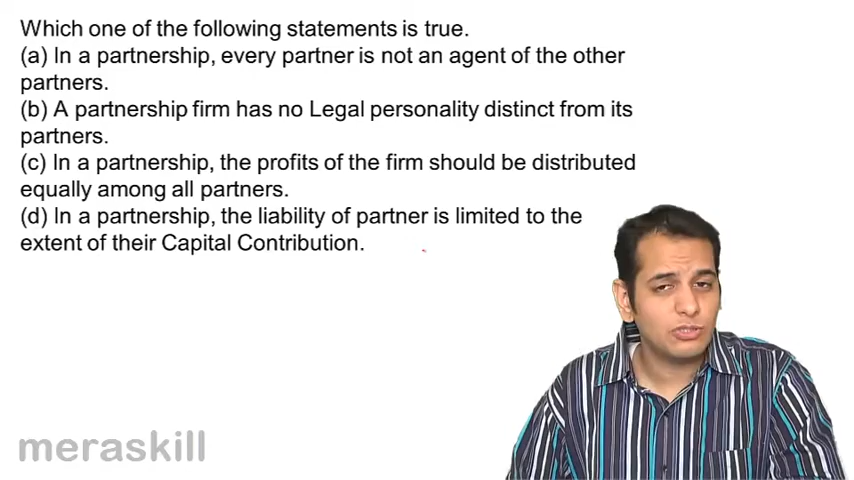 Which one of the following statements is true.
(a) In a partnership, every partner is not an agent of the other
partners.
(b) A partnership firm has no Legal personality distinct from its
partners.
(c) In a partnership, the profits of the firm should be distributed
equally among all partners.
(d) In a partnership, the liability of partner is limited to the
extent of their Capital Contribution.
meraskill